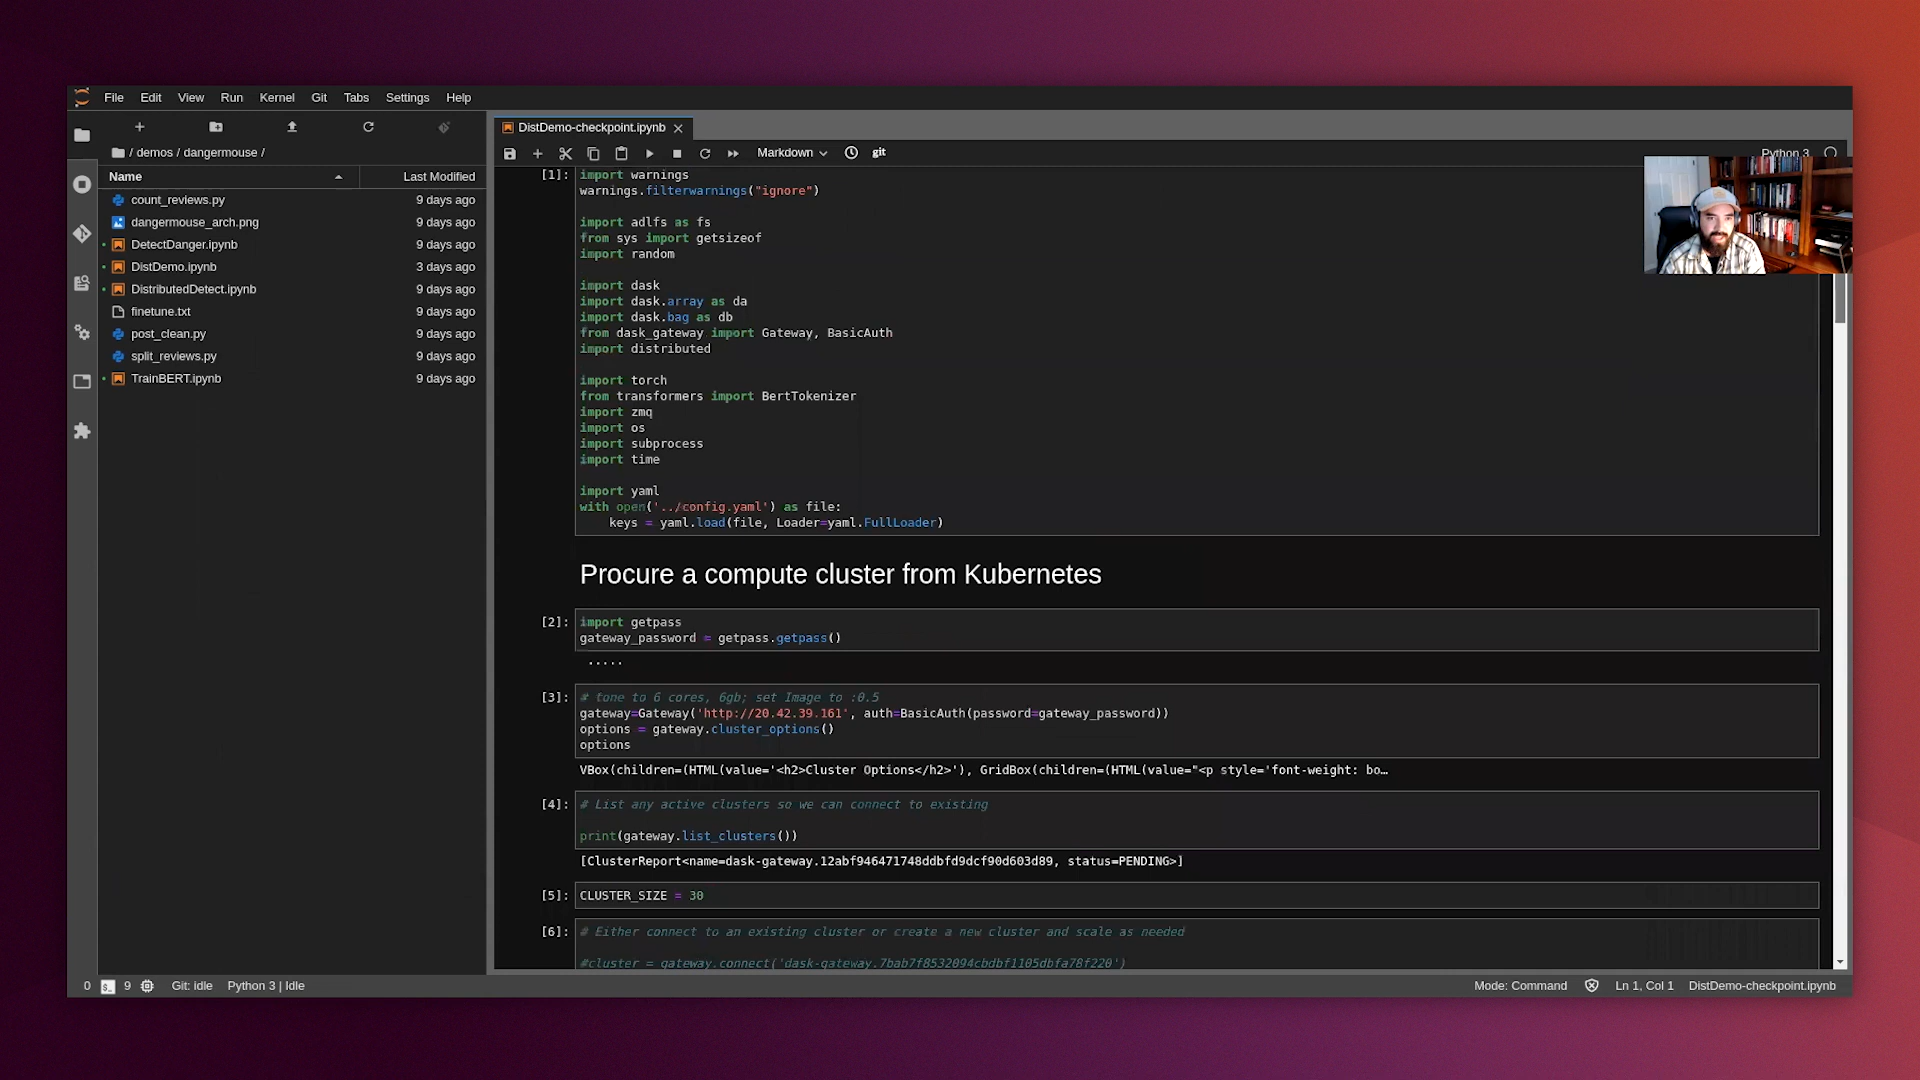 File Edit View Run Kernel Git Tabs Settings Help
/ demos / dangermouse /
Name Last Modified
count_reviews.py 9 days ago
dangermouse_arch.png 9 days ago
DetectDanger.ipynb 9 days ago
DistDemo.ipynb 3 days ago
DistributedDetect.ipynb 9 days ago
finetune.txt 9 days ago
post_clean.py 9 days ago
split_reviews.py 9 days ago
TrainBERT.ipynb 9 days ago
DistDemo-checkpoint.ipynb
Markdown git Python 3
[1]: import warnings
warnings.filterwarnings("ignore")
import adlfs as fs
from sys import getsizeof
import random
import dask
import dask.array as da
import dask.bag as db
from dask_gateway import Gateway, BasicAuth
import distributed
import torch
from transformers import BertTokenizer
import zmq
import os
import subprocess
import time
import yaml
with open('../config.yaml') as file:
    keys = yaml.load(file, Loader=yaml.FullLoader)
Procure a compute cluster from Kubernetes
[2]: import getpass
gateway_password = getpass.getpass()
·····
[3]: # tone to 6 cores, 6gb; set Image to :0.5
gateway=Gateway('http://20.42.39.161', auth=BasicAuth(password=gateway_password))
options = gateway.cluster_options()
options
VBox(children=(HTML(value='<h2>Cluster Options</h2>'), GridBox(children=(HTML(value="<p style='font-weight: bo…
[4]: # List any active clusters so we can connect to existing
print(gateway.list_clusters())
[ClusterReport<name=dask-gateway.12abf946471748ddbfd9dcf90d603d89, status=PENDING>]
[5]: CLUSTER_SIZE = 30
[6]: # Either connect to an existing cluster or create a new cluster and scale as needed
#cluster = gateway.connect('dask-gateway.7bab7f8532094cbdbf1105dbfa78f220')
0 $_ 9 Git: idle Python 3 | Idle Mode: Command Ln 1, Col 1 DistDemo-checkpoint.ipynb